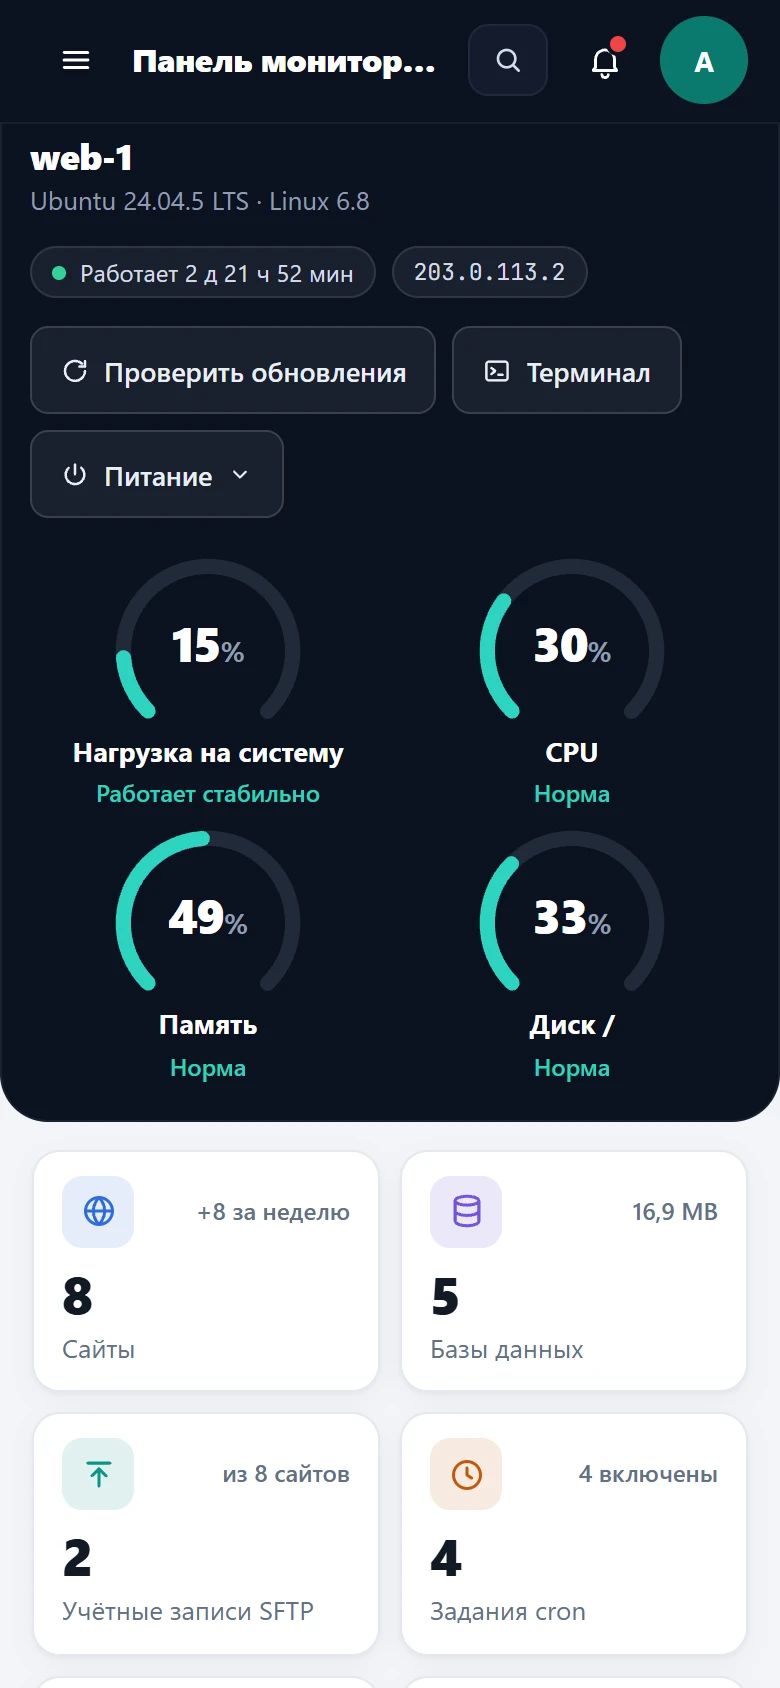 Панель монитор...
A
web-1
Ubuntu 24.04.5 LTS · Linux 6.8
Работает 2 д 21 ч 52 мин
203.0.113.2
Проверить обновления
Терминал
Питание
15%
30%
Нагрузка на систему
CPU
Работает стабильно
Норма
49%
33%
Память
Диск /
Норма
Норма
+8 за неделю
16,9 MB
8
5
Сайты
Базы данных
из 8 сайтов
4 включены
2
4
Учётные записи SFTP
Задания cron